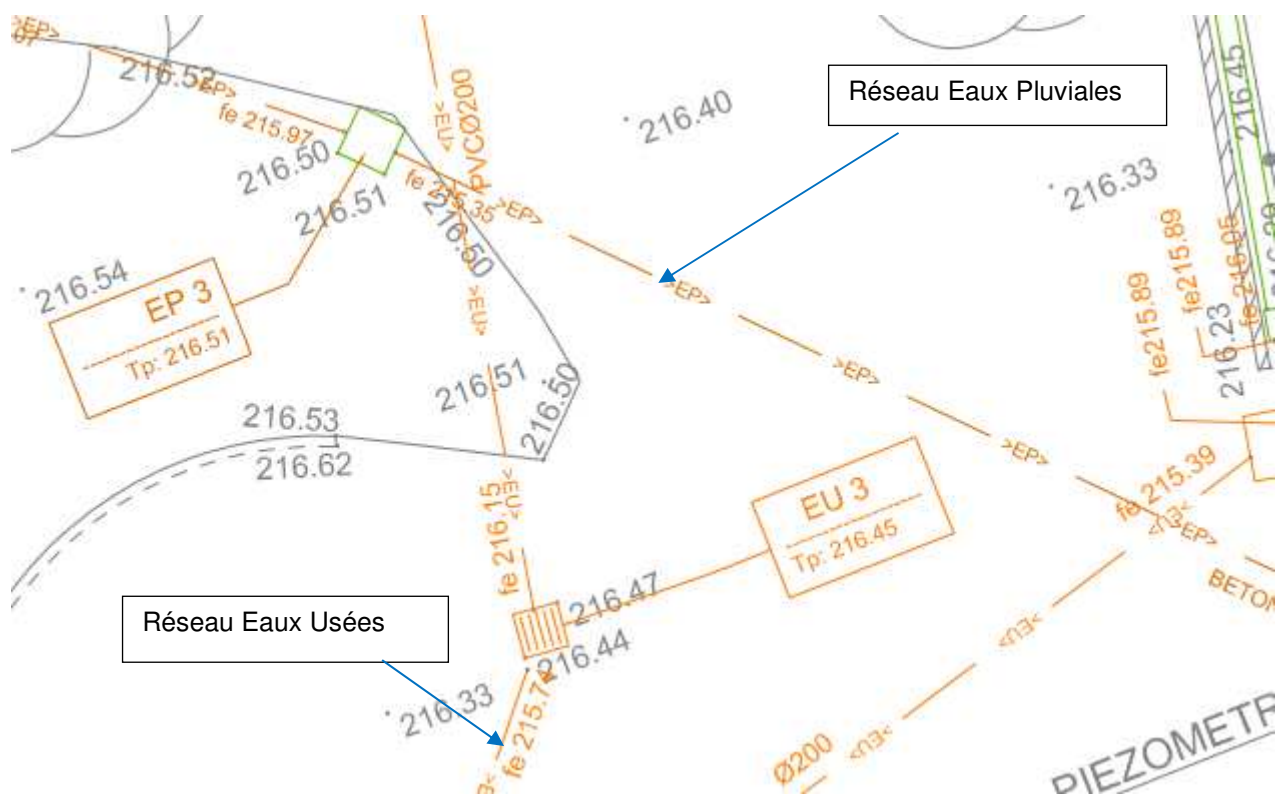 >EP>
216.52
>EP>
fe 215.97
216.50
216.51
<EU<
PVCØ200
fe 215.35
>EP>
216.50
216.40
Réseau Eaux Pluviales
216.45
216.33
fe215.89
fe215.89
fe 216.05
216.23
216.54
EP 3
Tp: 216.51
<EU<
>EP>
>EP>
216.51
216.50
216.53
216.62
<EU<
fe 216.15
EU 3
Tp: 216.45
>EP>
fe 215.39
<EU<
>EP>
216.47
216.44
Réseau Eaux Usées
216.33
<EU<
Ø200
<EU<
PIEZOMETR